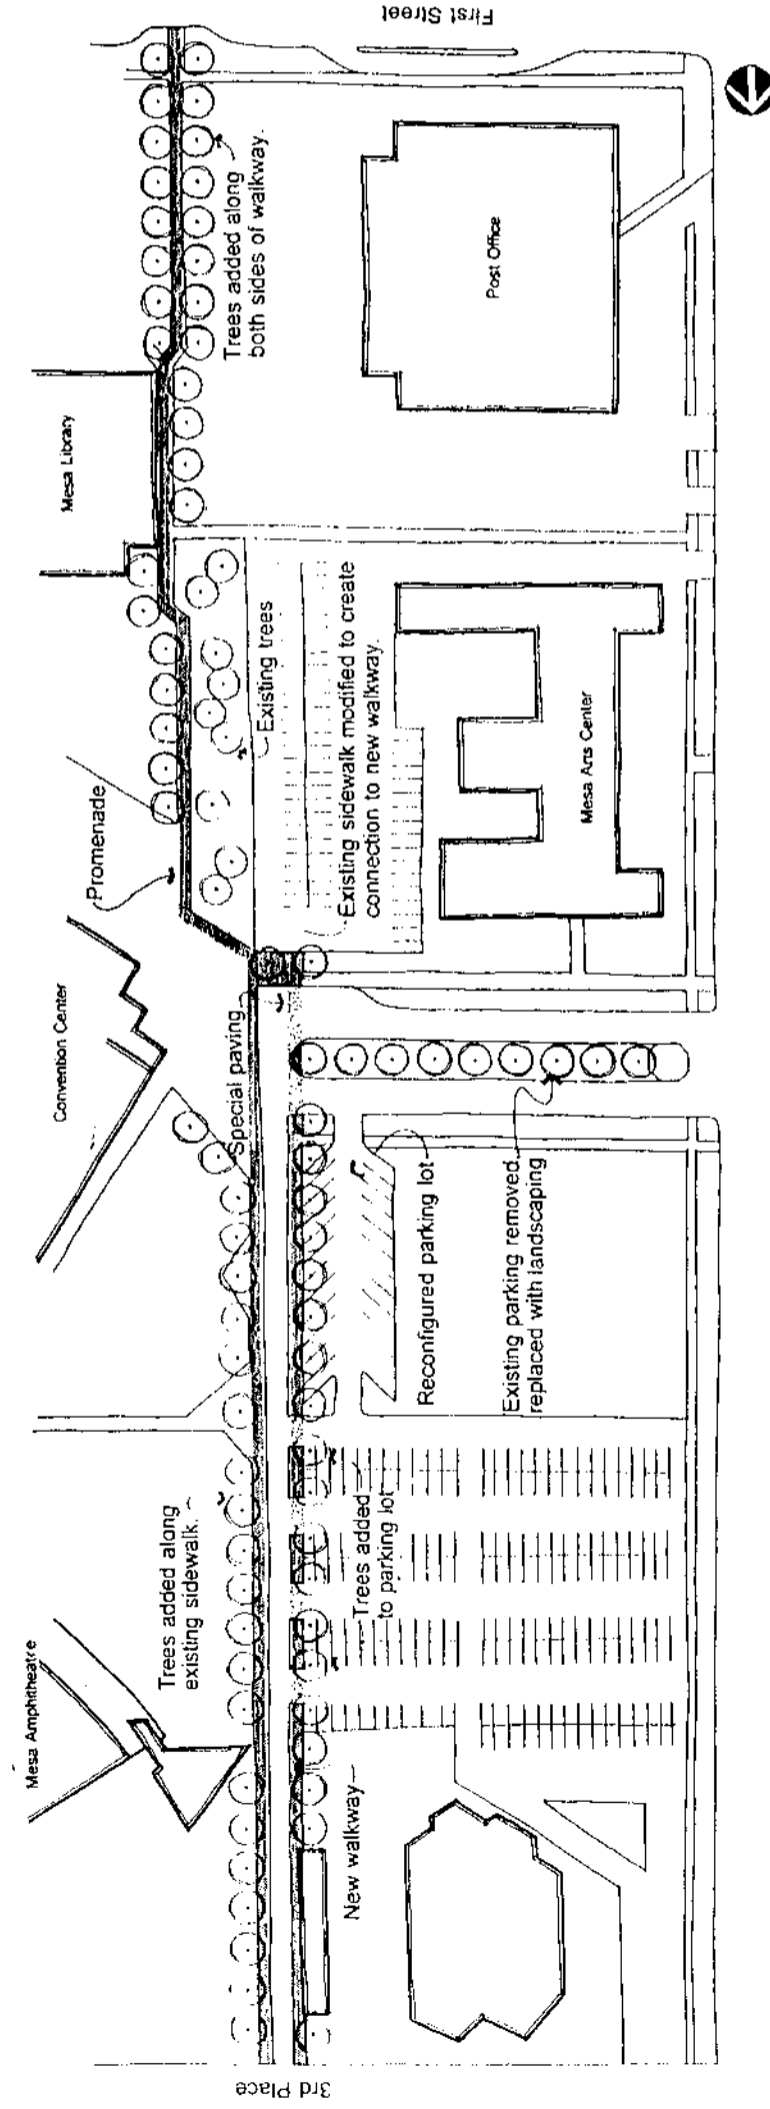 First Street
Trees added along
both sides of walkway.
Post Office
Mesa Library
Existing trees
Existing sidewalk modified to create
connection to new walkway.
Mesa Arts Center
Promenade
Convention Center
Special paving
Reconfigured parking lot
Existing parking removed
replaced with landscaping
Trees added along
existing sidewalk.
Trees added
to parking lot
Mesa Amphitheatre
New walkway
3rd Place